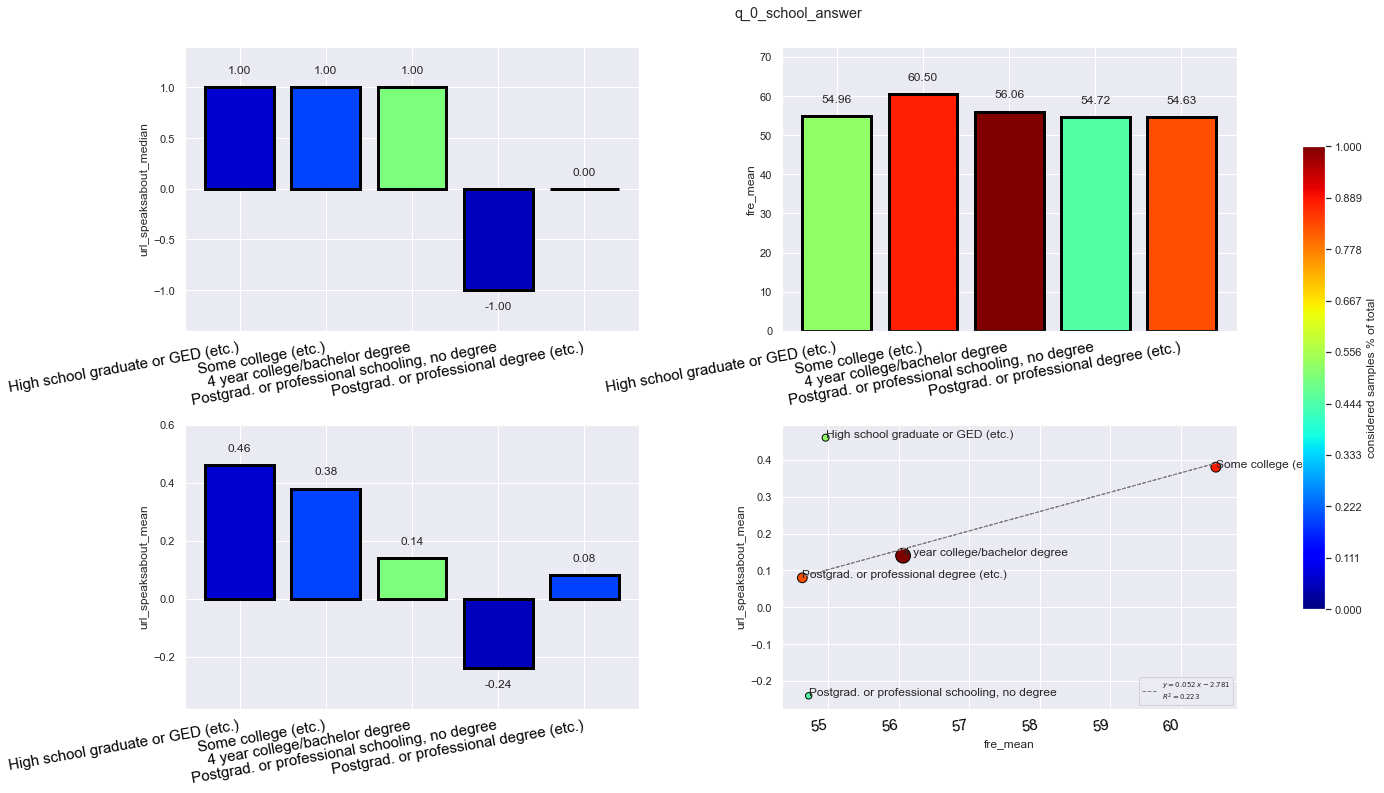 q_0_school_answer
1.00
1.00
1.00
-1.00
0.00
1.0
0.5
0.0
−0.5
−1.0
url_speaksabout_median
High school graduate or GED (etc.)
Some college (etc.)
4 year college/bachelor degree
Postgrad. or professional schooling, no degree
Postgrad. or professional degree (etc.)
54.96
60.50
56.06
54.72
54.63
70
60
50
40
30
20
10
0
fre_mean
High school graduate or GED (etc.)
Some college (etc.)
4 year college/bachelor degree
Postgrad. or professional schooling, no degree
Postgrad. or professional degree (etc.)
0.46
0.38
0.14
-0.24
0.08
0.6
0.4
0.2
0.0
−0.2
url_speaksabout_mean
High school graduate or GED (etc.)
Some college (etc.)
4 year college/bachelor degree
Postgrad. or professional schooling, no degree
Postgrad. or professional degree (etc.)
High school graduate or GED (etc.)
Some college (e
year college/bachelor degree
Postgrad. or professional degree (etc.)
Postgrad. or professional schooling, no degree
0.4
0.3
0.2
0.1
0.0
−0.1
−0.2
url_speaksabout_mean
55
56
57
58
59
60
fre_mean
y = 0.052 x − 2.781
R² = 0.223
1.000
0.889
0.778
0.667
0.556
0.444
0.333
0.222
0.111
0.000
considered samples % of total